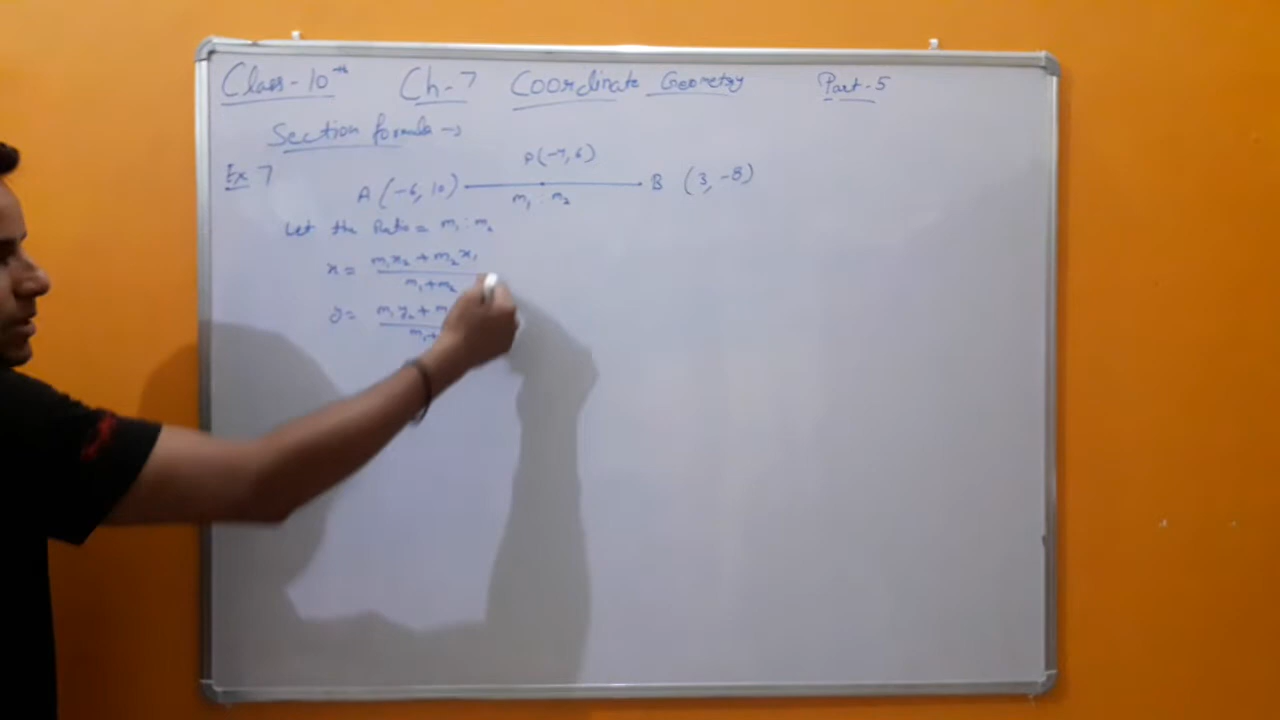 Class-10th Ch-7 Coordinate Geometry Part-5
Section formula →
Ex 7
P(-4,6)
A (-6, 10) B (3, -8)
m₁ : m₂
Let the Ratio = m₁ : m₂
x = m₁x₂ + m₂x₁
m₁+m₂
y = m₁y₂ + m
m₁+